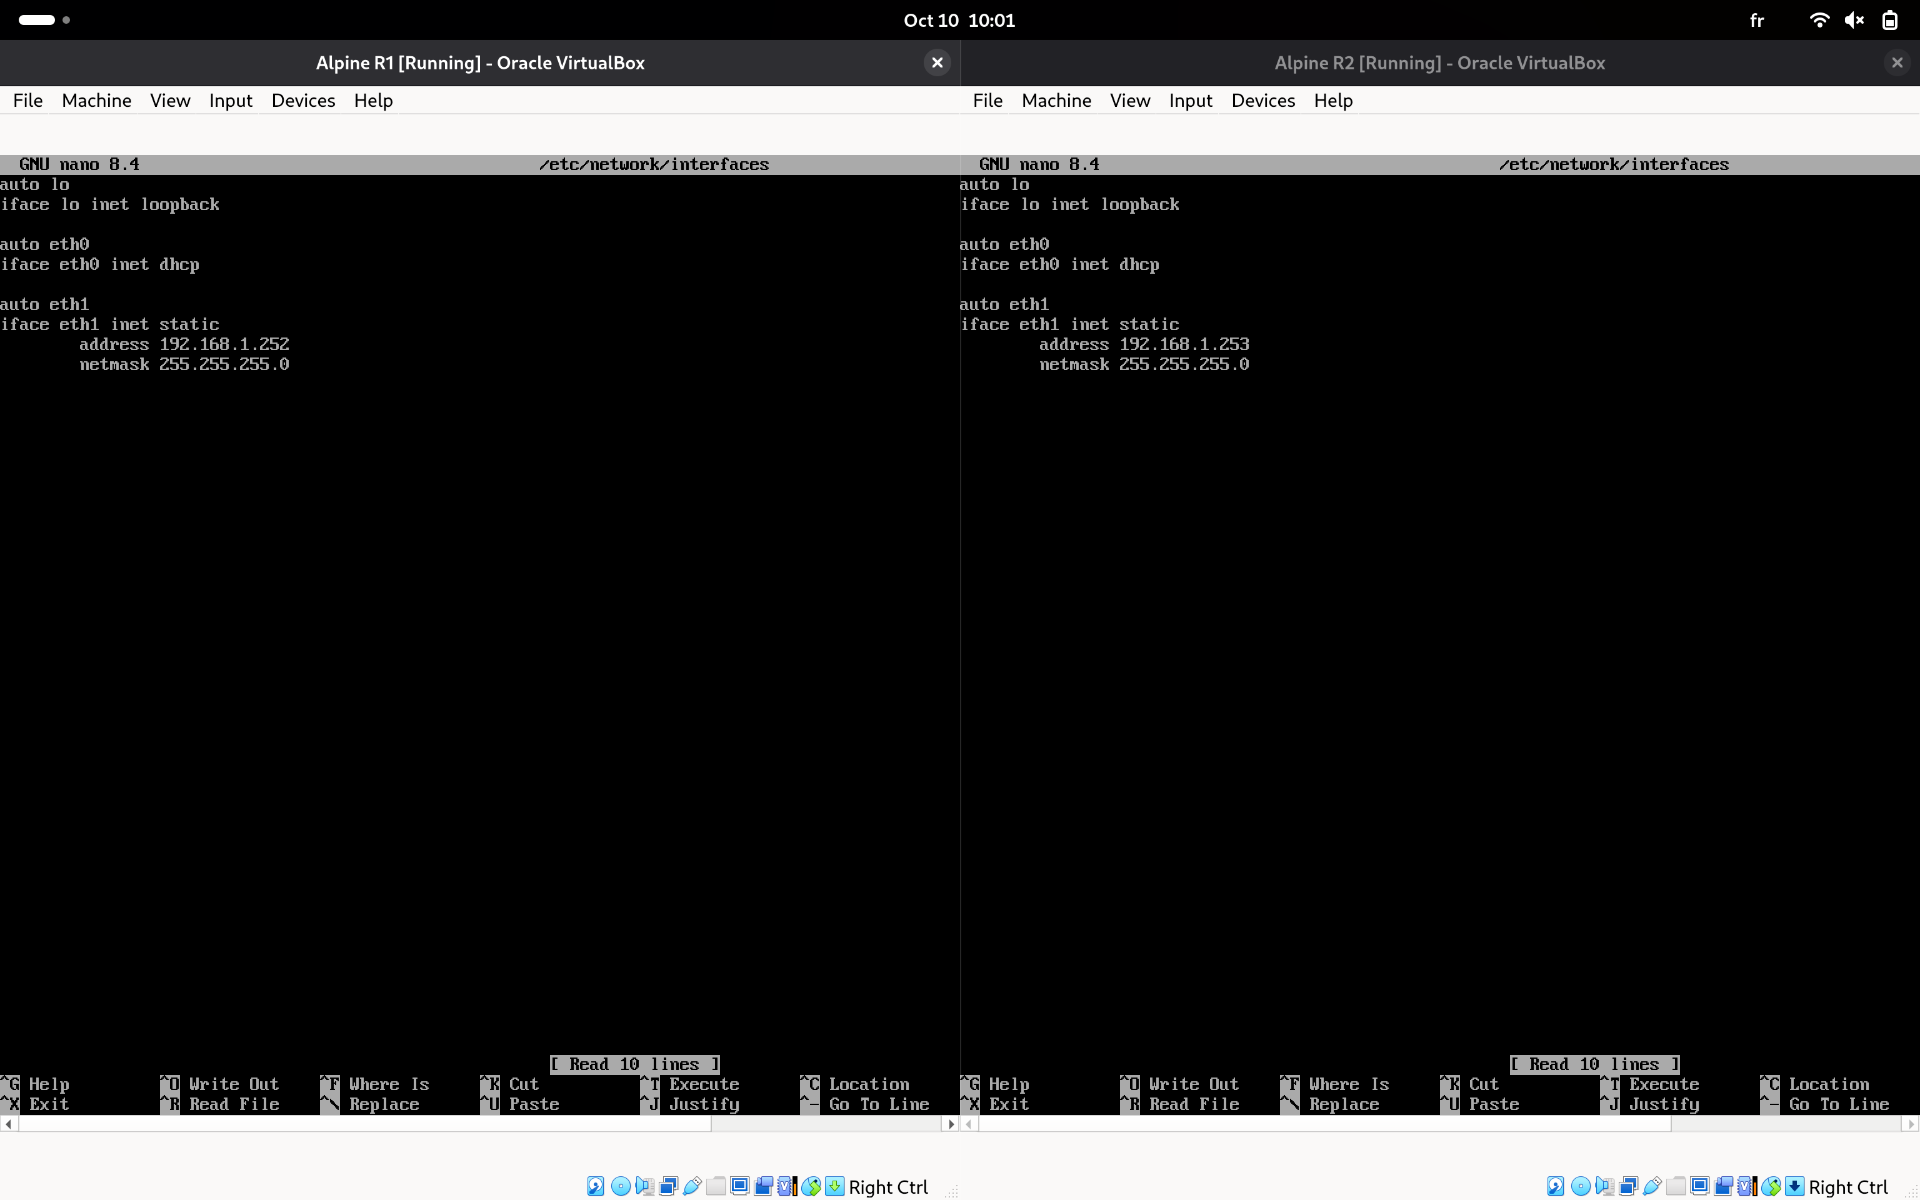 Oct 10 10:01
fr
Alpine R1 [Running] - Oracle VirtualBox
File Machine View Input Devices Help
GNU nano 8.4 /etc/network/interfaces
auto lo
iface lo inet loopback
auto eth0
iface eth0 inet dhcp
auto eth1
iface eth1 inet static
address 192.168.1.252
netmask 255.255.255.0
[ Read 10 lines ]
^G Help ^O Write Out ^F Where Is ^K Cut ^T Execute ^C Location
^X Exit ^R Read File ^\ Replace ^U Paste ^J Justify ^- Go To Line
Right Ctrl
Alpine R2 [Running] - Oracle VirtualBox
File Machine View Input Devices Help
GNU nano 8.4 /etc/network/interfaces
auto lo
iface lo inet loopback
auto eth0
iface eth0 inet dhcp
auto eth1
iface eth1 inet static
address 192.168.1.253
netmask 255.255.255.0
[ Read 10 lines ]
^G Help ^O Write Out ^F Where Is ^K Cut ^T Execute ^C Location
^X Exit ^R Read File ^\ Replace ^U Paste ^J Justify ^- Go To Line
Right Ctrl